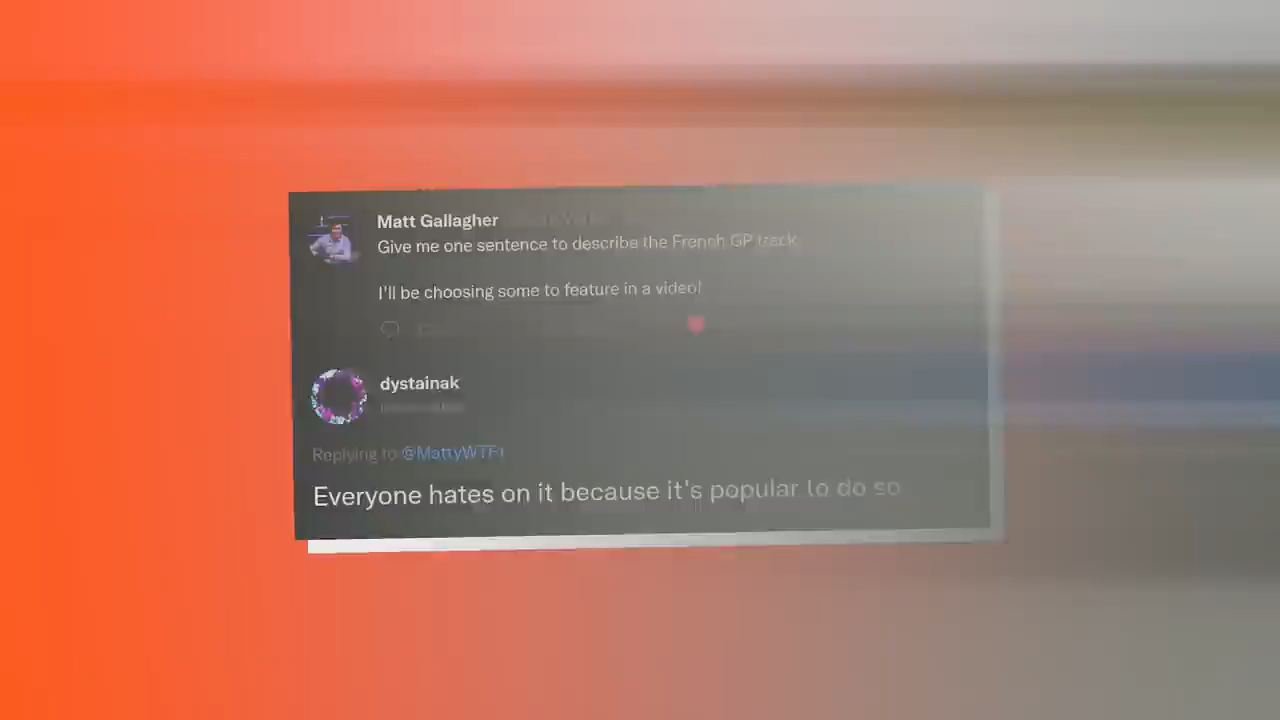 Matt Gallagher
Give me one sentence to describe the French GP track
I'll be choosing some to feature in a video!
dystainak
Replying to @MattyWTF1
Everyone hates on it because it's popular to do so